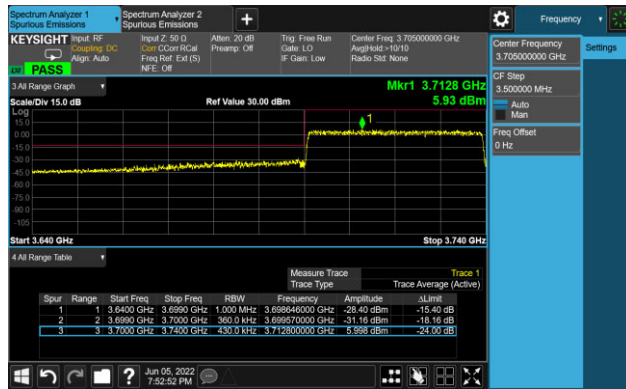 Spectrum Analyzer 1
Spurious Emissions
Spectrum Analyzer 2
Spurious Emissions
+
Frequency
KEYSIGHT
Input: RF
Coupling: DC
Align: Auto
Input Z: 50 Ω
Corr CCorr RCal
Freq Ref: Ext (S)
NFE: Off
Atten: 20 dB
Preamp: Off
Trig: Free Run
Gate: LO
IF Gain: Low
Center Freq: 3.705000000 GHz
Avg|Hold:>10/10
Radio Std: None
PASS
Center Frequency
3.705000000 GHz
Settings
CF Step
3.500000 MHz
Auto
Man
Freq Offset
0 Hz
3 All Range Graph
Mkr1 3.7128 GHz
Scale/Div 15.0 dB
Ref Value 30.00 dBm
5.93 dBm
Log
15.0
0.00
-15.0
-30.0
-45.0
-60.0
-75.0
-90.0
-105
1
Start 3.640 GHz
Stop 3.740 GHz
4 All Range Table
Measure Trace Trace 1
Trace Type Trace Average (Active)
Spur Range Start Freq Stop Freq RBW Frequency Amplitude ΔLimit
1 1 3.6400 GHz 3.6990 GHz 1.000 MHz 3.698646000 GHz -28.40 dBm -15.40 dB
2 2 3.6990 GHz 3.7000 GHz 360.0 kHz 3.699570000 GHz -31.16 dBm -18.16 dB
3 3 3.7000 GHz 3.7400 GHz 430.0 kHz 3.712800000 GHz 5.998 dBm -24.00 dB
?
Jun 05, 2022
7:52:52 PM